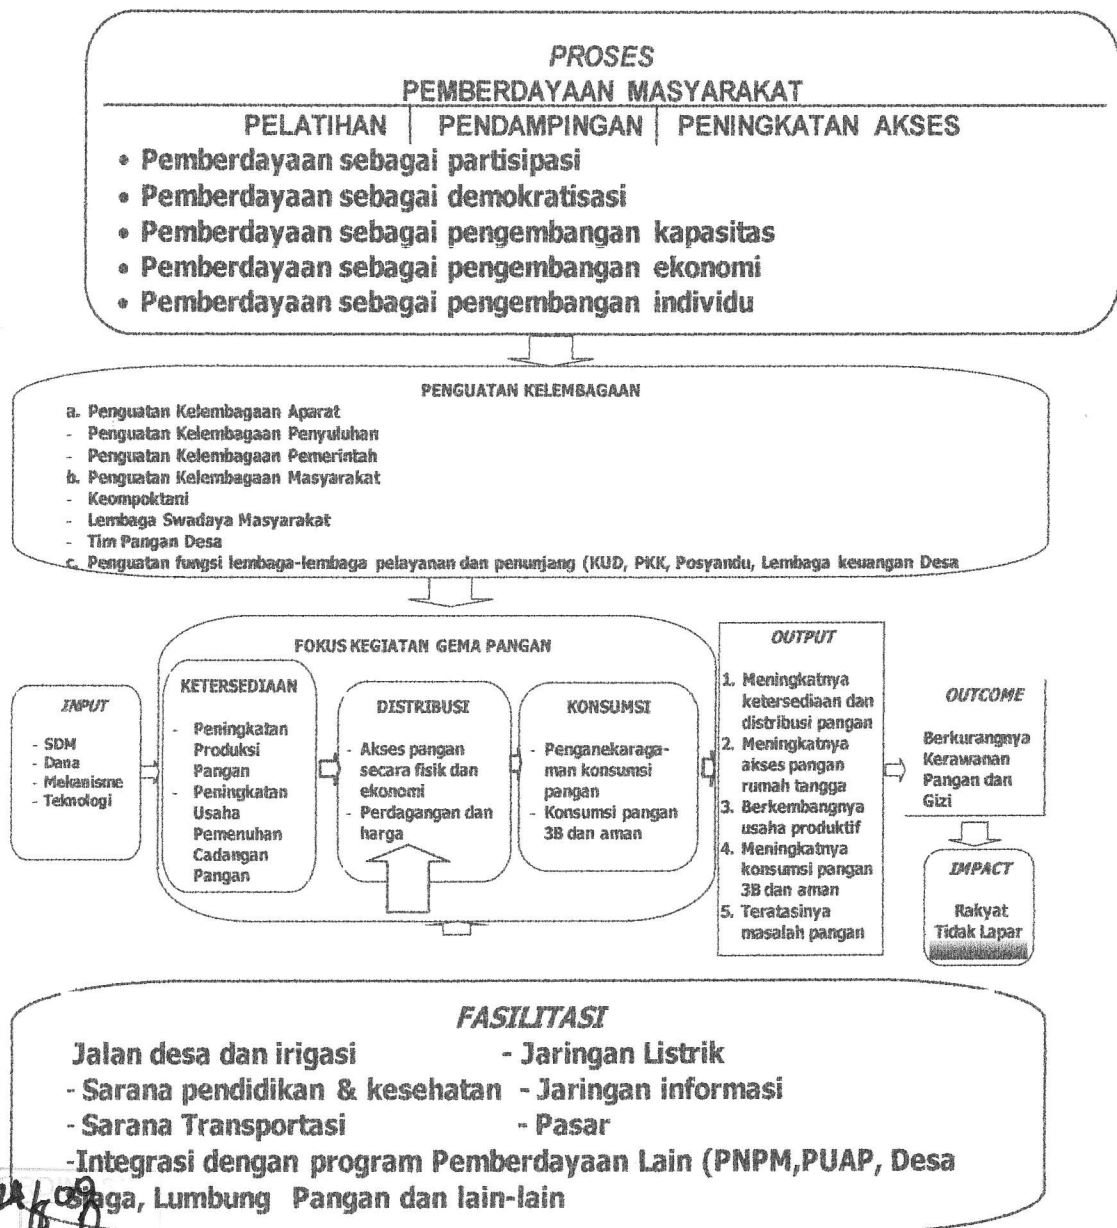 PROSES
PEMBERDAYAAN MASYARAKAT
PELATIHAN PENDAMPINGAN PENINGKATAN AKSES
• Pemberdayaan sebagai partisipasi
• Pemberdayaan sebagai demokratisasi
• Pemberdayaan sebagai pengembangan kapasitas
• Pemberdayaan sebagai pengembangan ekonomi
• Pemberdayaan sebagai pengembangan individu
PENGUATAN KELEMBAGAAN
a. Penguatan Kelembagaan Aparat
- Penguatan Kelembagaan Penyuluhan
- Penguatan Kelembagaan Pemerintah
b. Penguatan Kelembagaan Masyarakat
- Keompoktani
- Lembaga Swadaya Masyarakat
- Tim Pangan Desa
c. Penguatan fungsi lembaga-lembaga pelayanan dan penunjang (KUD, PKK, Posyandu, Lembaga keuangan Desa
INPUT
- SDM
- Dana
- Mekanisme
- Teknologi
FOKUS KEGIATAN GEMA PANGAN
KETERSEDIAAN
- Peningkatan
Produksi
Pangan
- Peningkatan
Usaha
Pemenuhan
Cadangan
Pangan
DISTRIBUSI
- Akses pangan
secara fisik dan
ekonomi
- Perdagangan dan
harga
KONSUMSI
- Penganekaraga-
man konsumsi
pangan
- Konsumsi pangan
3B dan aman
OUTPUT
1. Meningkatnya
ketersediaan dan
distribusi pangan
2. Meningkatnya
akses pangan
rumah tangga
3. Berkembangnya
usaha produktif
4. Meningkatnya
konsumsi pangan
3B dan aman
5. Teratasinya
masalah pangan
OUTCOME
Berkurangnya
Kerawanan
Pangan dan
Gizi
IMPACT
Rakyat
Tidak Lapar
FASILITASI
Jalan desa dan irigasi - Jaringan Listrik
- Sarana pendidikan & kesehatan - Jaringan informasi
- Sarana Transportasi - Pasar
-Integrasi dengan program Pemberdayaan Lain (PNPM,PUAP, Desa
Siaga, Lumbung Pangan dan lain-lain